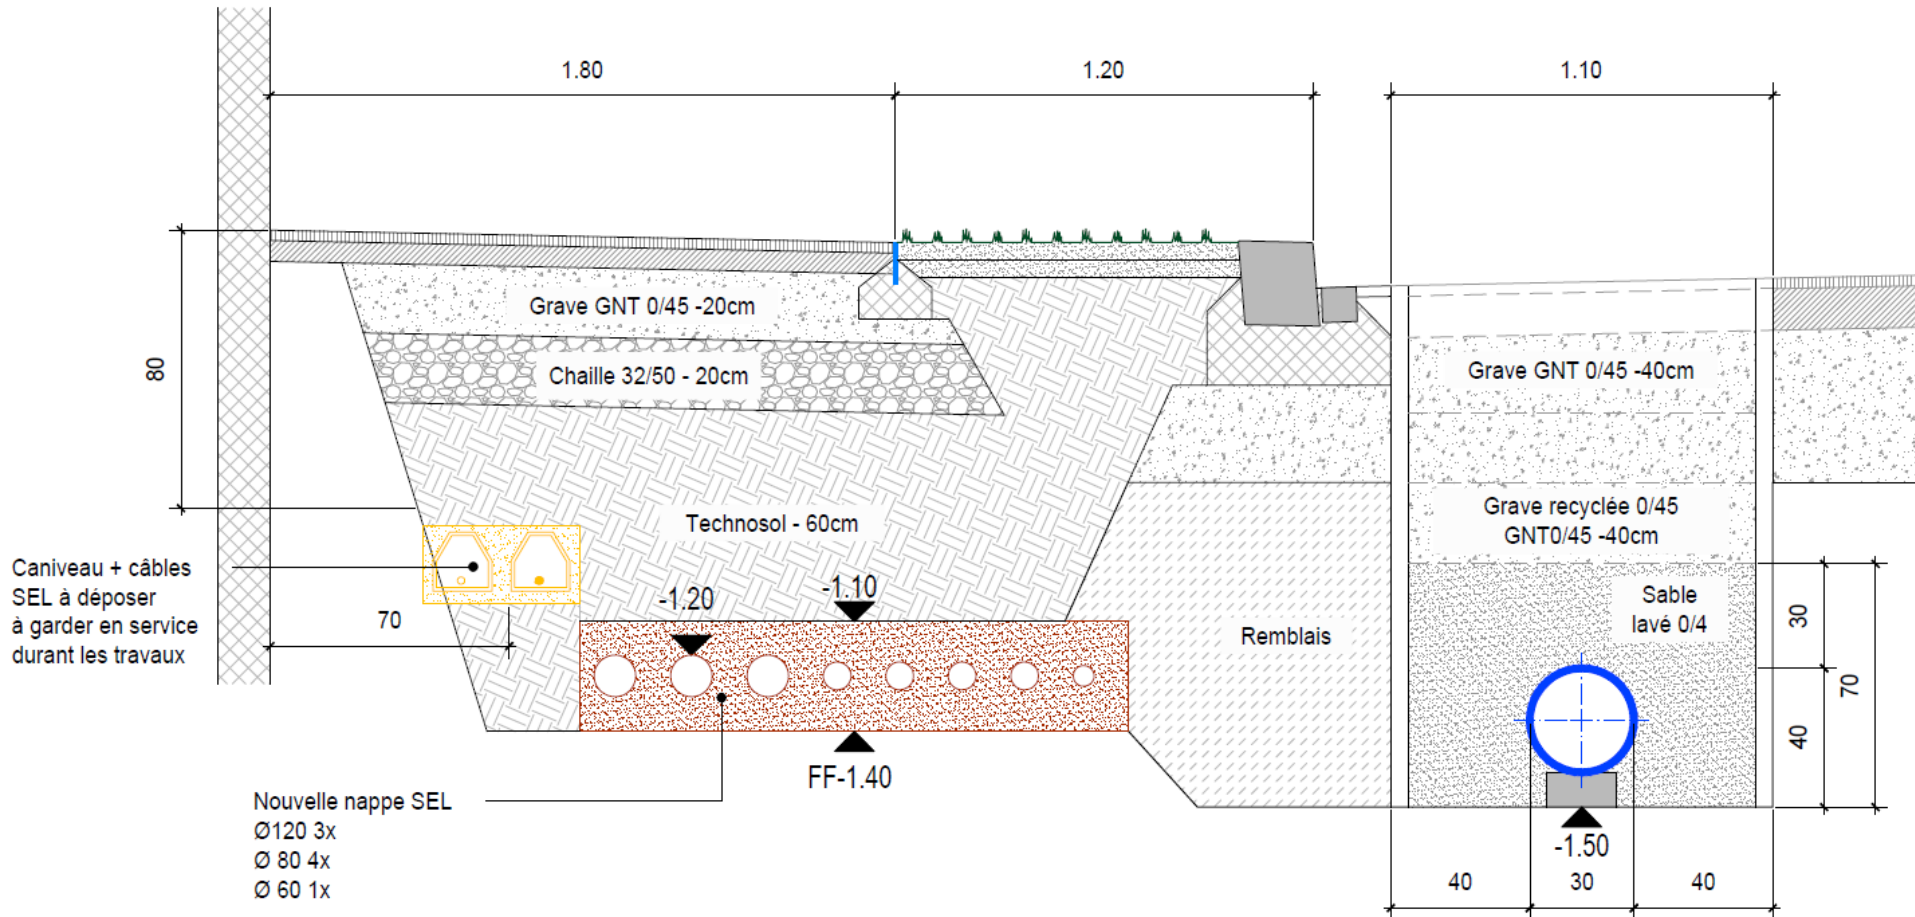 1.80
1.20
1.10
Grave GNT 0/45 -20cm
Chaille 32/50 - 20cm
80
Grave GNT 0/45 -40cm
Technosol - 60cm
Grave recyclée 0/45
GNT0/45 -40cm
Caniveau + câbles
SEL à déposer
à garder en service
durant les travaux
70
-1.20
-1.10
Remblais
Sable
lavé 0/4
30
70
40
FF-1.40
Nouvelle nappe SEL
Ø120 3x
Ø 80 4x
Ø 60 1x
-1.50
40
30
40